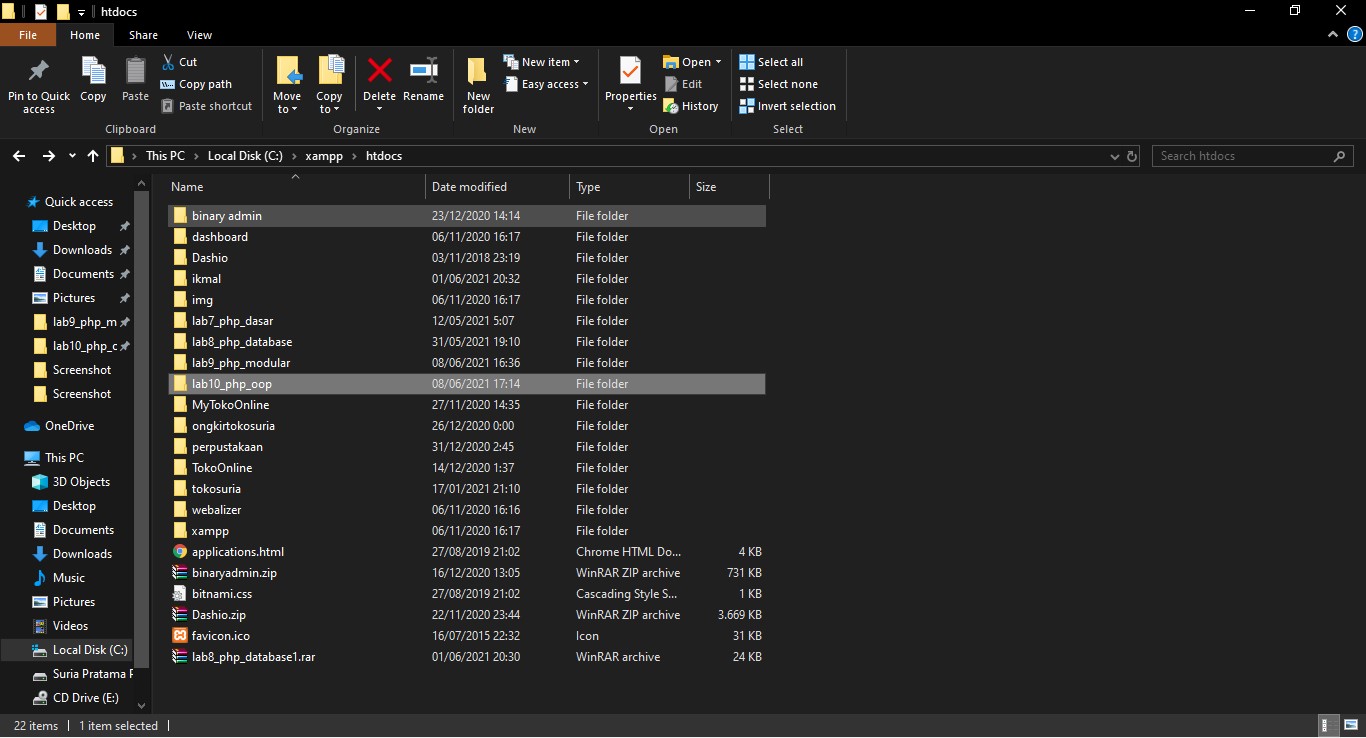 htdocs
File Home Share View
Pin to Quick access
Copy
Paste
Cut
Copy path
Paste shortcut
Clipboard
Move to
Copy to
Delete
Rename
Organize
New folder
New item
Easy access
New
Properties
Open
Edit
History
Open
Select all
Select none
Invert selection
Select
This PC > Local Disk (C:) > xampp > htdocs
Search htdocs
Quick access
Desktop
Downloads
Documents
Pictures
lab9_php_m
lab10_php_c
Screenshot
Screenshot
OneDrive
This PC
3D Objects
Desktop
Documents
Downloads
Music
Pictures
Videos
Local Disk (C:)
Suria Pratama F
CD Drive (E:)
Name Date modified Type Size
binary admin 23/12/2020 14:14 File folder
dashboard 06/11/2020 16:17 File folder
Dashio 03/11/2018 23:19 File folder
ikmal 01/06/2021 20:32 File folder
img 06/11/2020 16:17 File folder
lab7_php_dasar 12/05/2021 5:07 File folder
lab8_php_database 31/05/2021 19:10 File folder
lab9_php_modular 08/06/2021 16:36 File folder
lab10_php_oop 08/06/2021 17:14 File folder
MyTokoOnline 27/11/2020 14:35 File folder
ongkirtokosuria 26/12/2020 0:00 File folder
perpustakaan 31/12/2020 2:45 File folder
TokoOnline 14/12/2020 1:37 File folder
tokosuria 17/01/2021 21:10 File folder
webalizer 06/11/2020 16:16 File folder
xampp 06/11/2020 16:17 File folder
applications.html 27/08/2019 21:02 Chrome HTML Do... 4 KB
binaryadmin.zip 16/12/2020 13:05 WinRAR ZIP archive 731 KB
bitnami.css 27/08/2019 21:02 Cascading Style S... 1 KB
Dashio.zip 22/11/2020 23:44 WinRAR ZIP archive 3.669 KB
favicon.ico 16/07/2015 22:32 Icon 31 KB
lab8_php_database1.rar 01/06/2021 20:30 WinRAR archive 24 KB
22 items 1 item selected